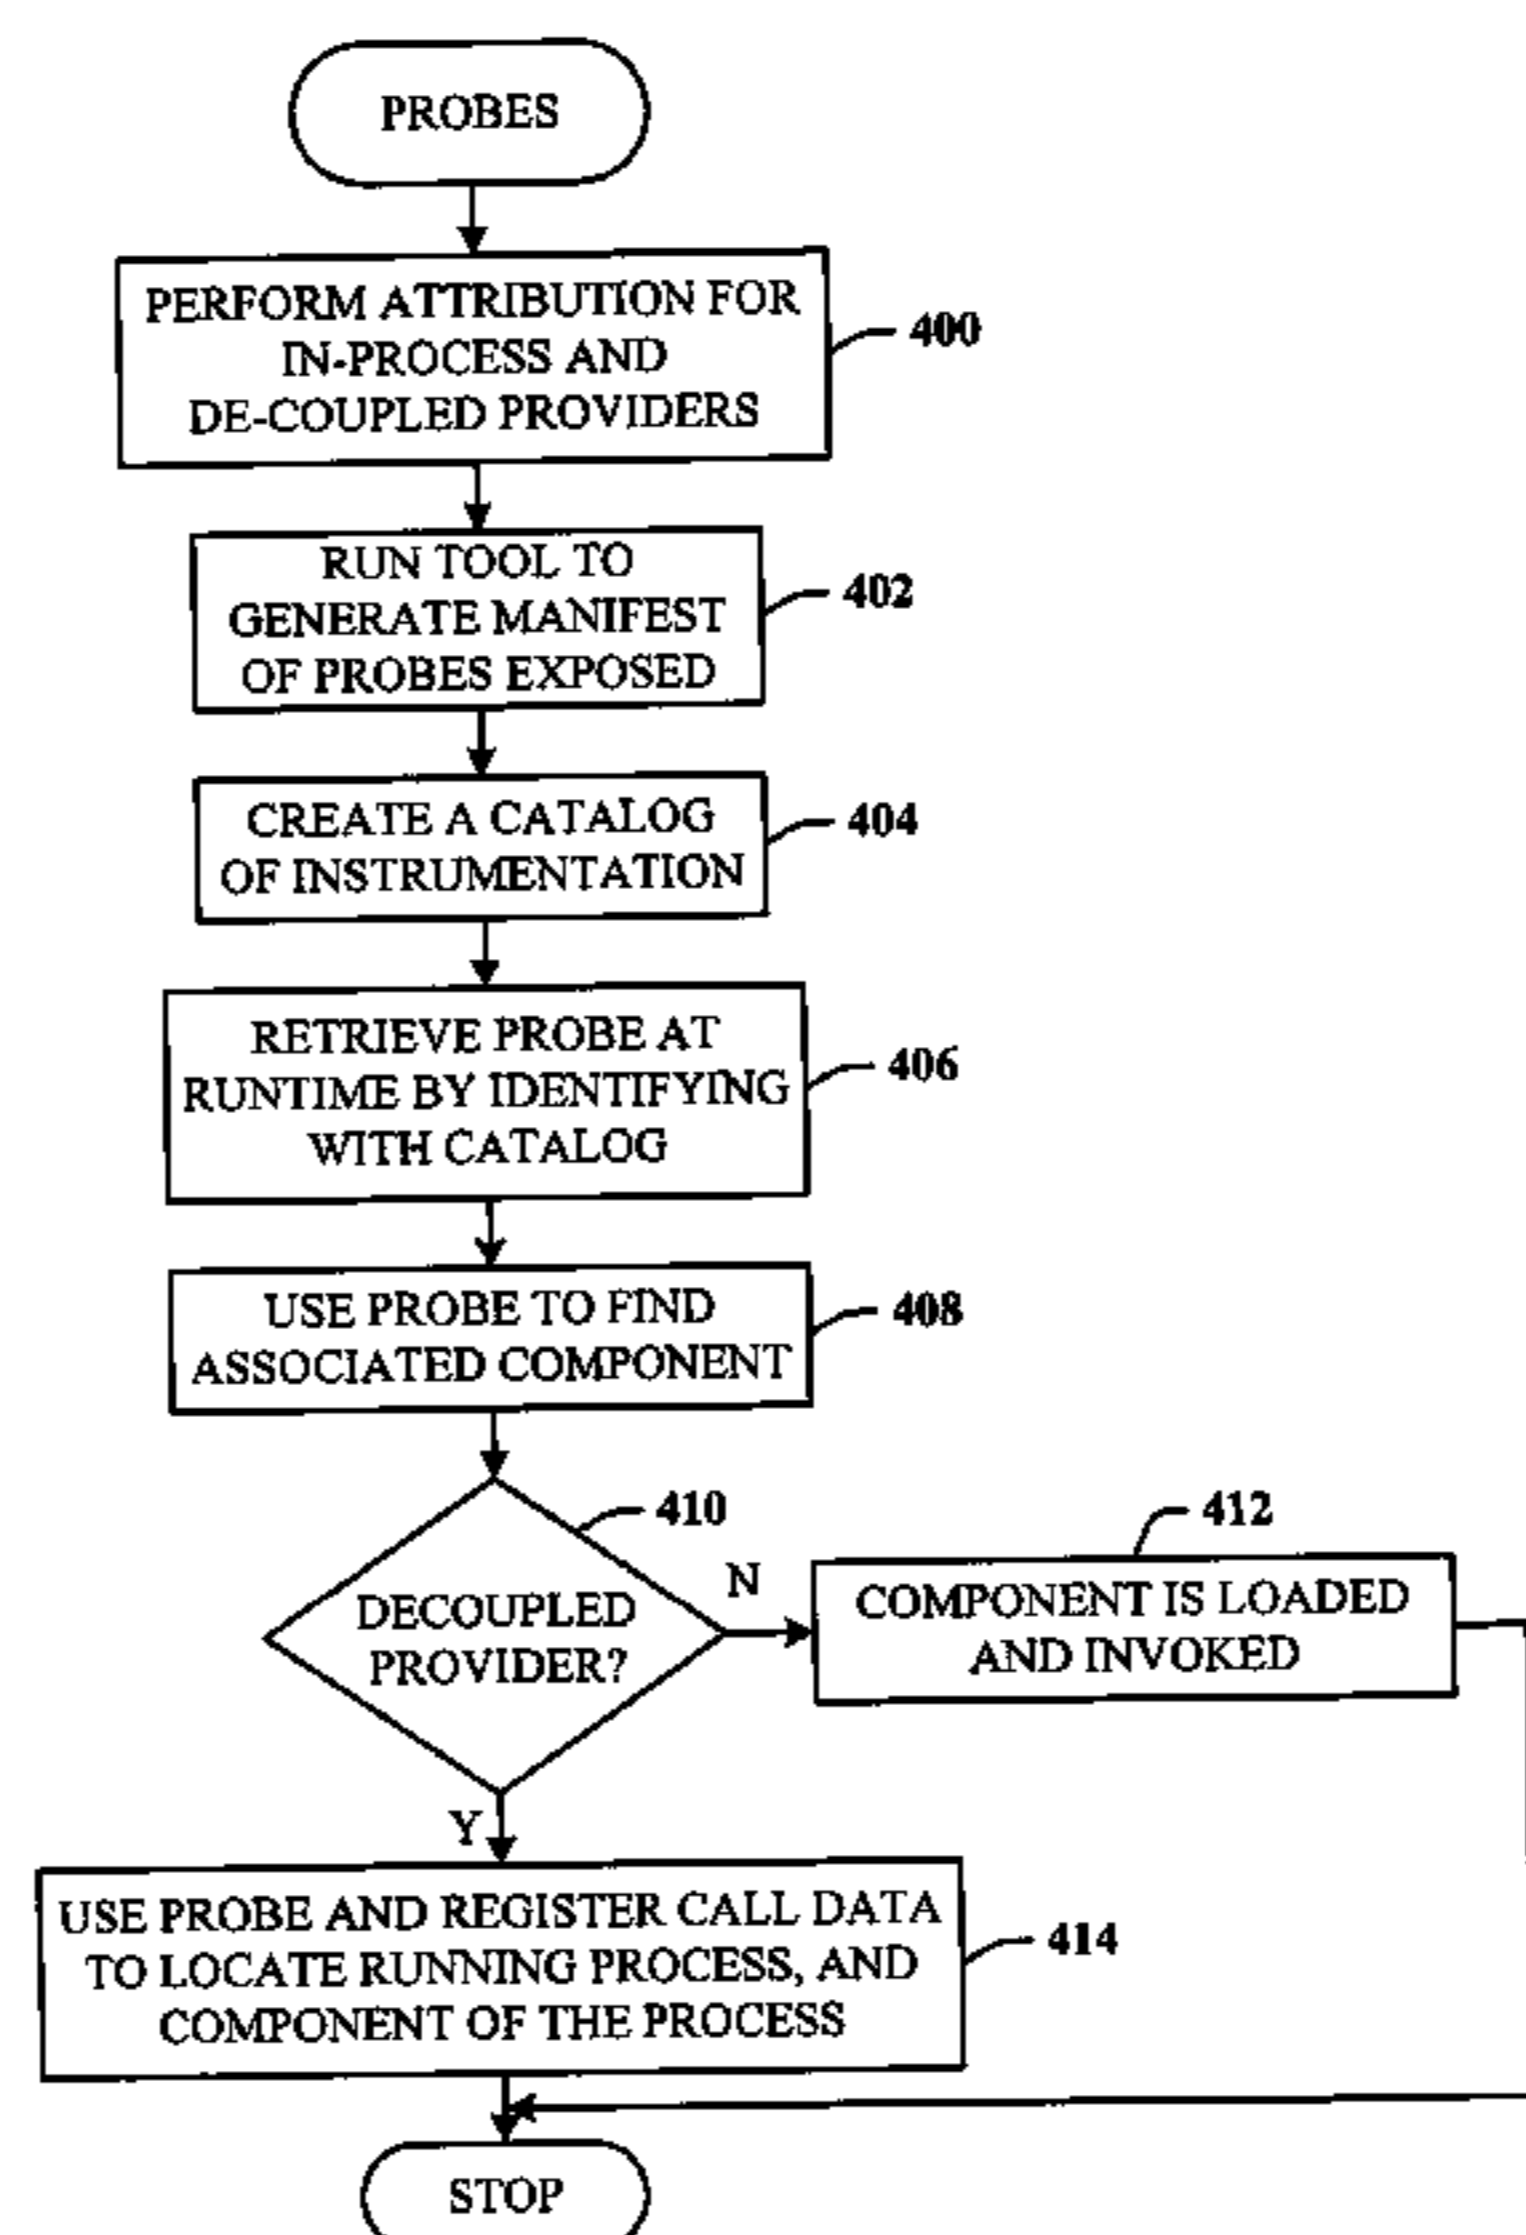 PROBES
PERFORM ATTRIBUTION FOR
IN-PROCESS AND
DE-COUPLED PROVIDERS
400
RUN TOOL TO
GENERATE MANIFEST
OF PROBES EXPOSED
402
CREATE A CATALOG
OF INSTRUMENTATION
404
RETRIEVE PROBE AT
RUNTIME BY IDENTIFYING
WITH CATALOG
406
USE PROBE TO FIND
ASSOCIATED COMPONENT
408
410
DECOUPLED
PROVIDER?
N
412
COMPONENT IS LOADED
AND INVOKED
Y
USE PROBE AND REGISTER CALL DATA
TO LOCATE RUNNING PROCESS, AND
COMPONENT OF THE PROCESS
414
STOP